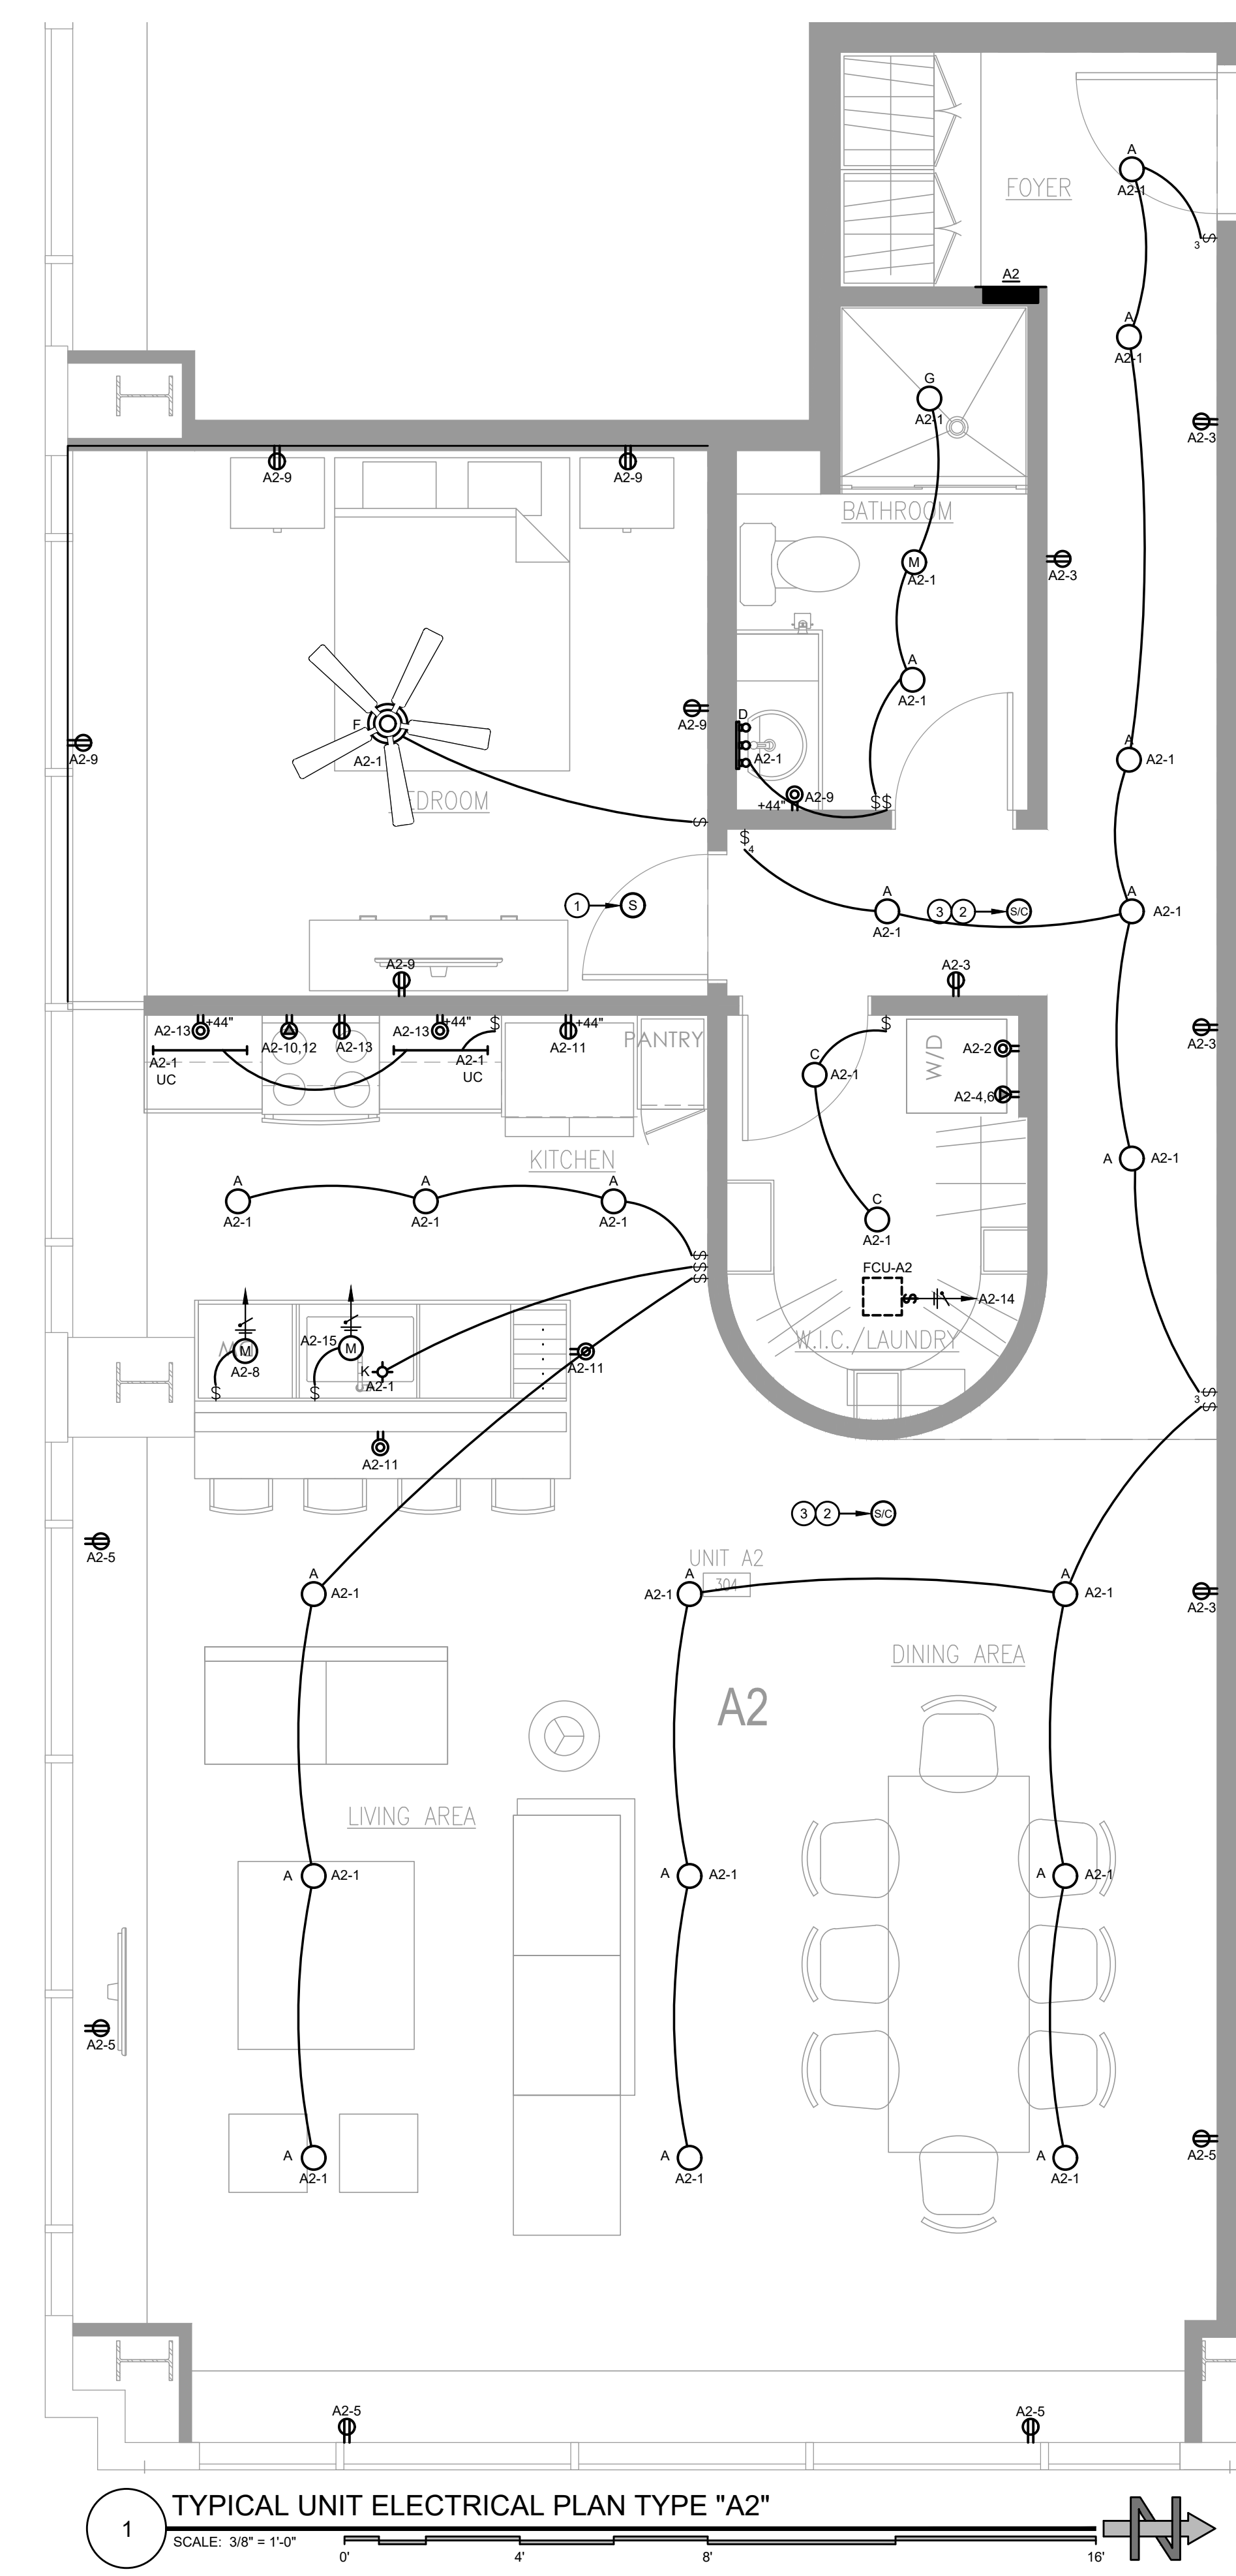 A
FOYER
A2-1
$
3
A2
A
A2-1
G
A2-1
A2-3
A2-9
A2-9
BATHROOM
M
A2-1
A2-3
A
A2-1
D
A2-1
A2-9
A2-9
F
A2-1
A
A2-1
A2-9
+44"
$$
BEDROOM
$
$
4
1
S
A
A2-1
3
2
S/C
A
A2-1
A2-9
A2-3
A2-13
+44"
A2-10,12
A2-13
A2-13
+44"
$
A2-11
+44"
PANTRY
$
A2-3
A2-1
UC
A2-1
UC
C
A2-1
W/D
A2-2
A2-4,6
KITCHEN
A
A2-1
A
A
A
A2-1
A2-1
A2-1
C
A2-1
$
$
$
FCU-A2
$
A2-14
W.I.C./LAUNDRY
M
A2-8
$
A2-15
M
$
K
A2-1
A2-11
$
3
$
A2-11
3
2
S/C
A2-5
UNIT A2
304
A
A2-1
A
A2-1
A
A2-1
A2-3
DINING AREA
A2
LIVING AREA
A
A2-1
A
A2-1
A
A2-1
A2-5
A
A2-1
A
A2-1
A
A2-1
A2-5
A2-5
A2-5
1
TYPICAL UNIT ELECTRICAL PLAN TYPE "A2"
SCALE: 3/8" = 1'-0"
0'
4'
8'
16'
N